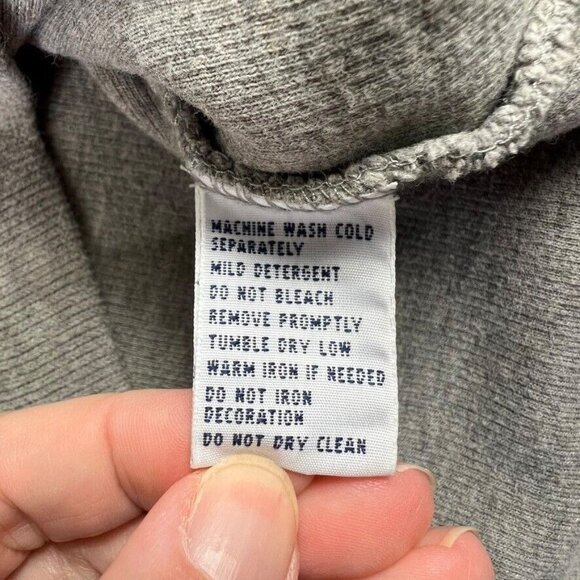 MACHINE WASH COLD
SEPARATELY
MILD DETERGENT
DO NOT BLEACH
REMOVE PROMPTLY
TUMBLE DRY LOW
WARM IRON IF NEEDED
DO NOT IRON
DECORATION
DO NOT DRY CLEAN